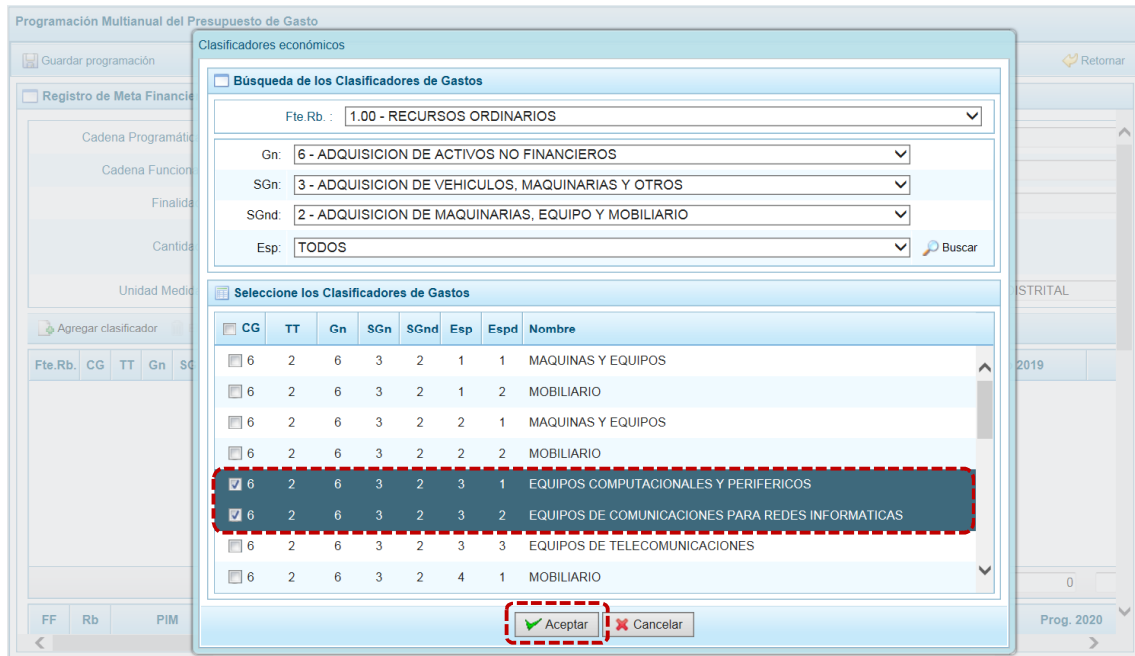 Programación Multianual del Presupuesto de Gasto
Clasificadores económicos
Guardar programación
Retornar
Búsqueda de los Clasificadores de Gastos
Registro de Meta Financie
Fte.Rb. : 1.00 - RECURSOS ORDINARIOS
Cadena Programátic
Gn: 6 - ADQUISICION DE ACTIVOS NO FINANCIEROS
Cadena Funcion
SGn: 3 - ADQUISICION DE VEHICULOS, MAQUINARIAS Y OTROS
Finalida
SGnd: 2 - ADQUISICION DE MAQUINARIAS, EQUIPO Y MOBILIARIO
Cantida
Esp: TODOS Buscar
Unidad Medid
Seleccione los Clasificadores de Gastos
ISTRITAL
Agregar clasificador
CG TT Gn SGn SGnd Esp Espd Nombre
Fte.Rb. CG TT Gn SG
2019
6 2 6 3 2 1 1 MAQUINAS Y EQUIPOS
6 2 6 3 2 1 2 MOBILIARIO
6 2 6 3 2 2 1 MAQUINAS Y EQUIPOS
6 2 6 3 2 2 2 MOBILIARIO
6 2 6 3 2 3 1 EQUIPOS COMPUTACIONALES Y PERIFERICOS
6 2 6 3 2 3 2 EQUIPOS DE COMUNICACIONES PARA REDES INFORMATICAS
6 2 6 3 2 3 3 EQUIPOS DE TELECOMUNICACIONES
6 2 6 3 2 4 1 MOBILIARIO
0
FF Rb PIM
Aceptar Cancelar
Prog. 2020